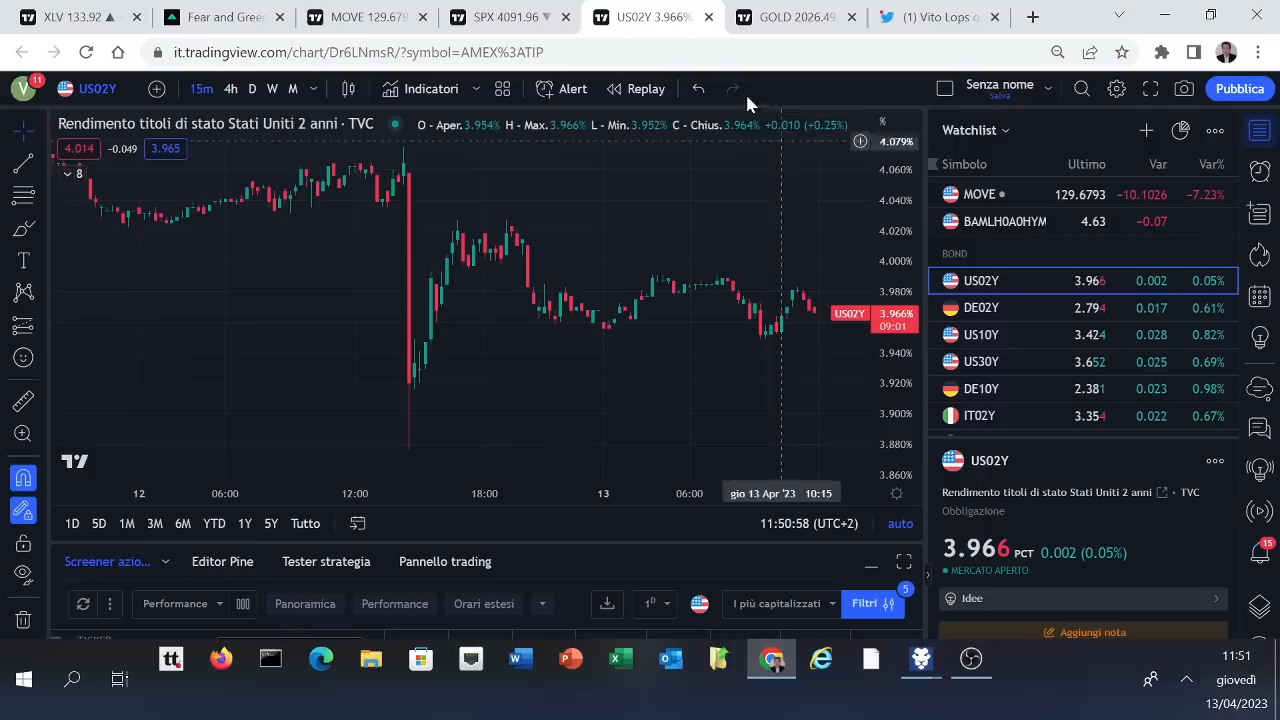 XLV 133.92 ▲
Fear and Gree
MOVE 129.679
SPX 4091.96 ▼
US02Y 3.966%
GOLD 2026.49
(1) Vito Lops o
it.tradingview.com/chart/Dr6LNmsR/?symbol=AMEX%3ATIP
V 11
US02Y
15m 4H D W M
Indicatori
Alert
Replay
Senza nome
Salva
Pubblica
Rendimento titoli di stato Stati Uniti 2 anni · TVC
O - Aper. 3.954% H - Max. 3.966% L - Min. 3.952% C - Chius. 3.964% +0.010 (+0.25%)
%
4.014 -0.049 3.965
8
4.079%
4.060%
4.040%
4.020%
4.000%
3.980%
US02Y 3.966%
09:01
3.940%
3.920%
3.900%
3.880%
3.860%
12 06:00 12:00 18:00 13 06:00 gio 13 Apr '23 10:15
1D 5D 1M 3M 6M YTD 1Y 5Y Tutto
11:50:58 (UTC+2)
auto
Screener azio...
Editor Pine
Tester strategia
Pannello trading
Performance
Panoramica
Performance
Orari estesi
1D
I più capitalizzati
Filtri
5
TICKER
Watchlist
Simbolo Ultimo Var Var%
MOVE 129.6793 −10.1026 −7.23%
BAMLH0A0HYM 4.63 −0.07
BOND
US02Y 3.966 0.002 0.05%
DE02Y 2.794 0.017 0.61%
US10Y 3.424 0.028 0.82%
US30Y 3.652 0.025 0.69%
DE10Y 2.381 0.023 0.98%
IT02Y 3.354 0.022 0.67%
US02Y
Rendimento titoli di stato Stati Uniti 2 anni · TVC
Obbligazione
3.966 PCT 0.002 (0.05%)
MERCATO APERTO
Idee
Aggiungi nota
15
11:51
giovedì
13/04/2023